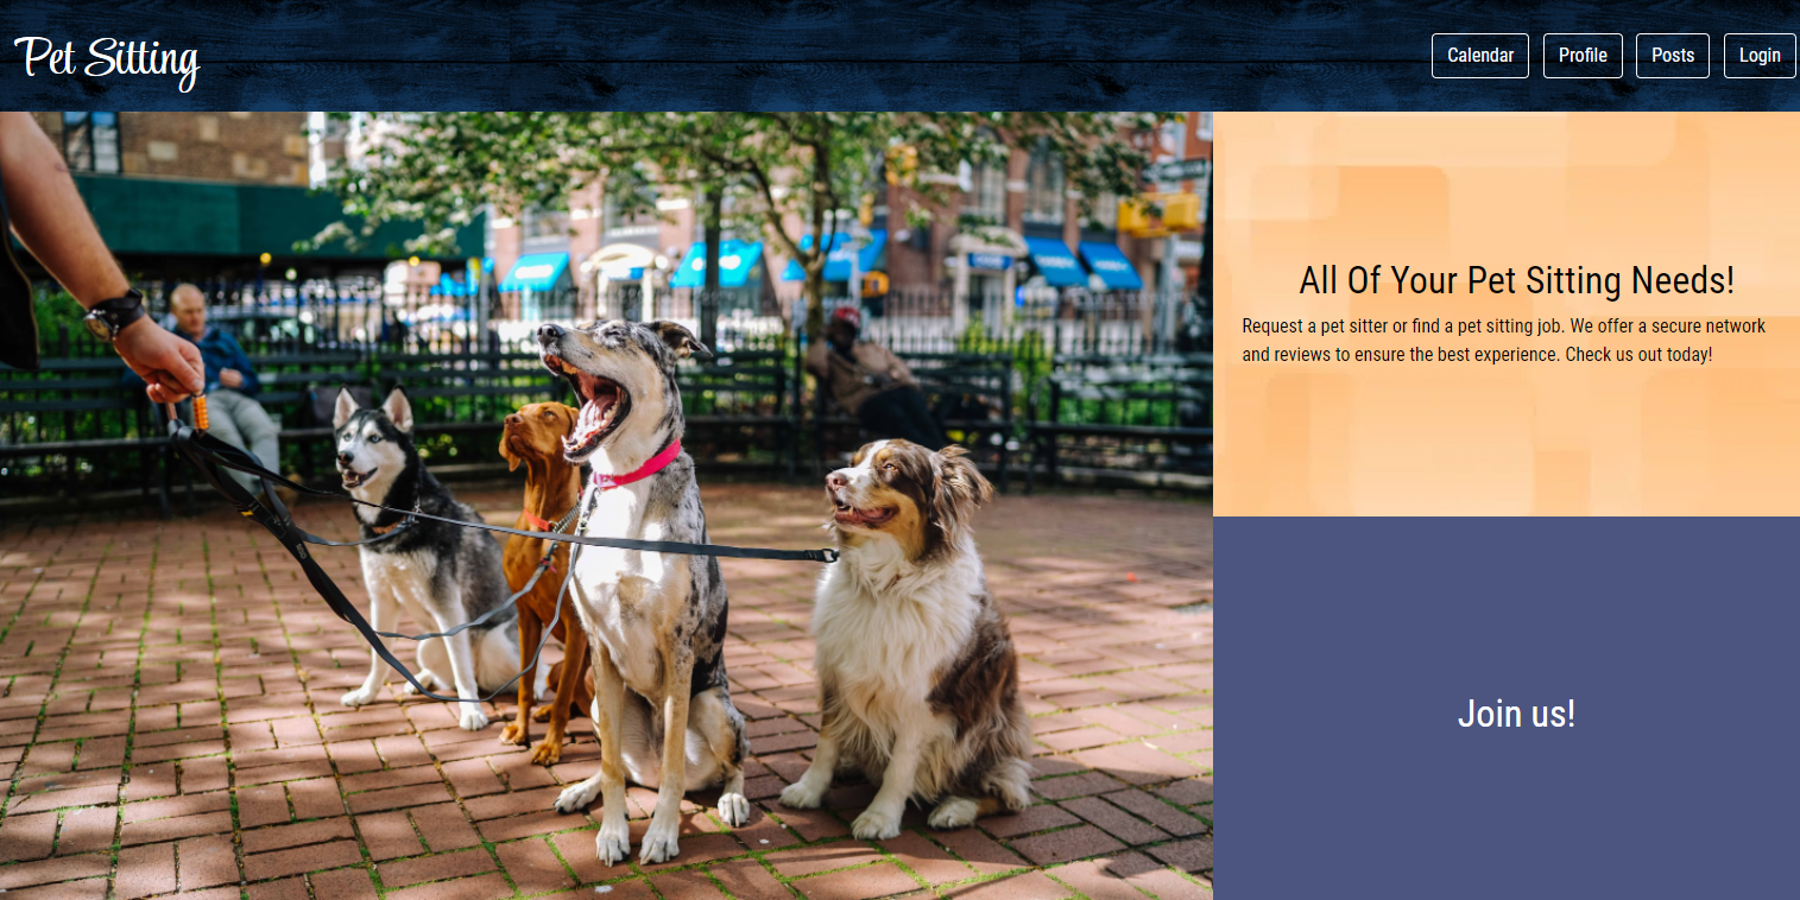 Pet Sitting
Calendar Profile Posts Login
All Of Your Pet Sitting Needs!
Request a pet sitter or find a pet sitting job. We offer a secure network
and reviews to ensure the best experience. Check us out today!
Join us!